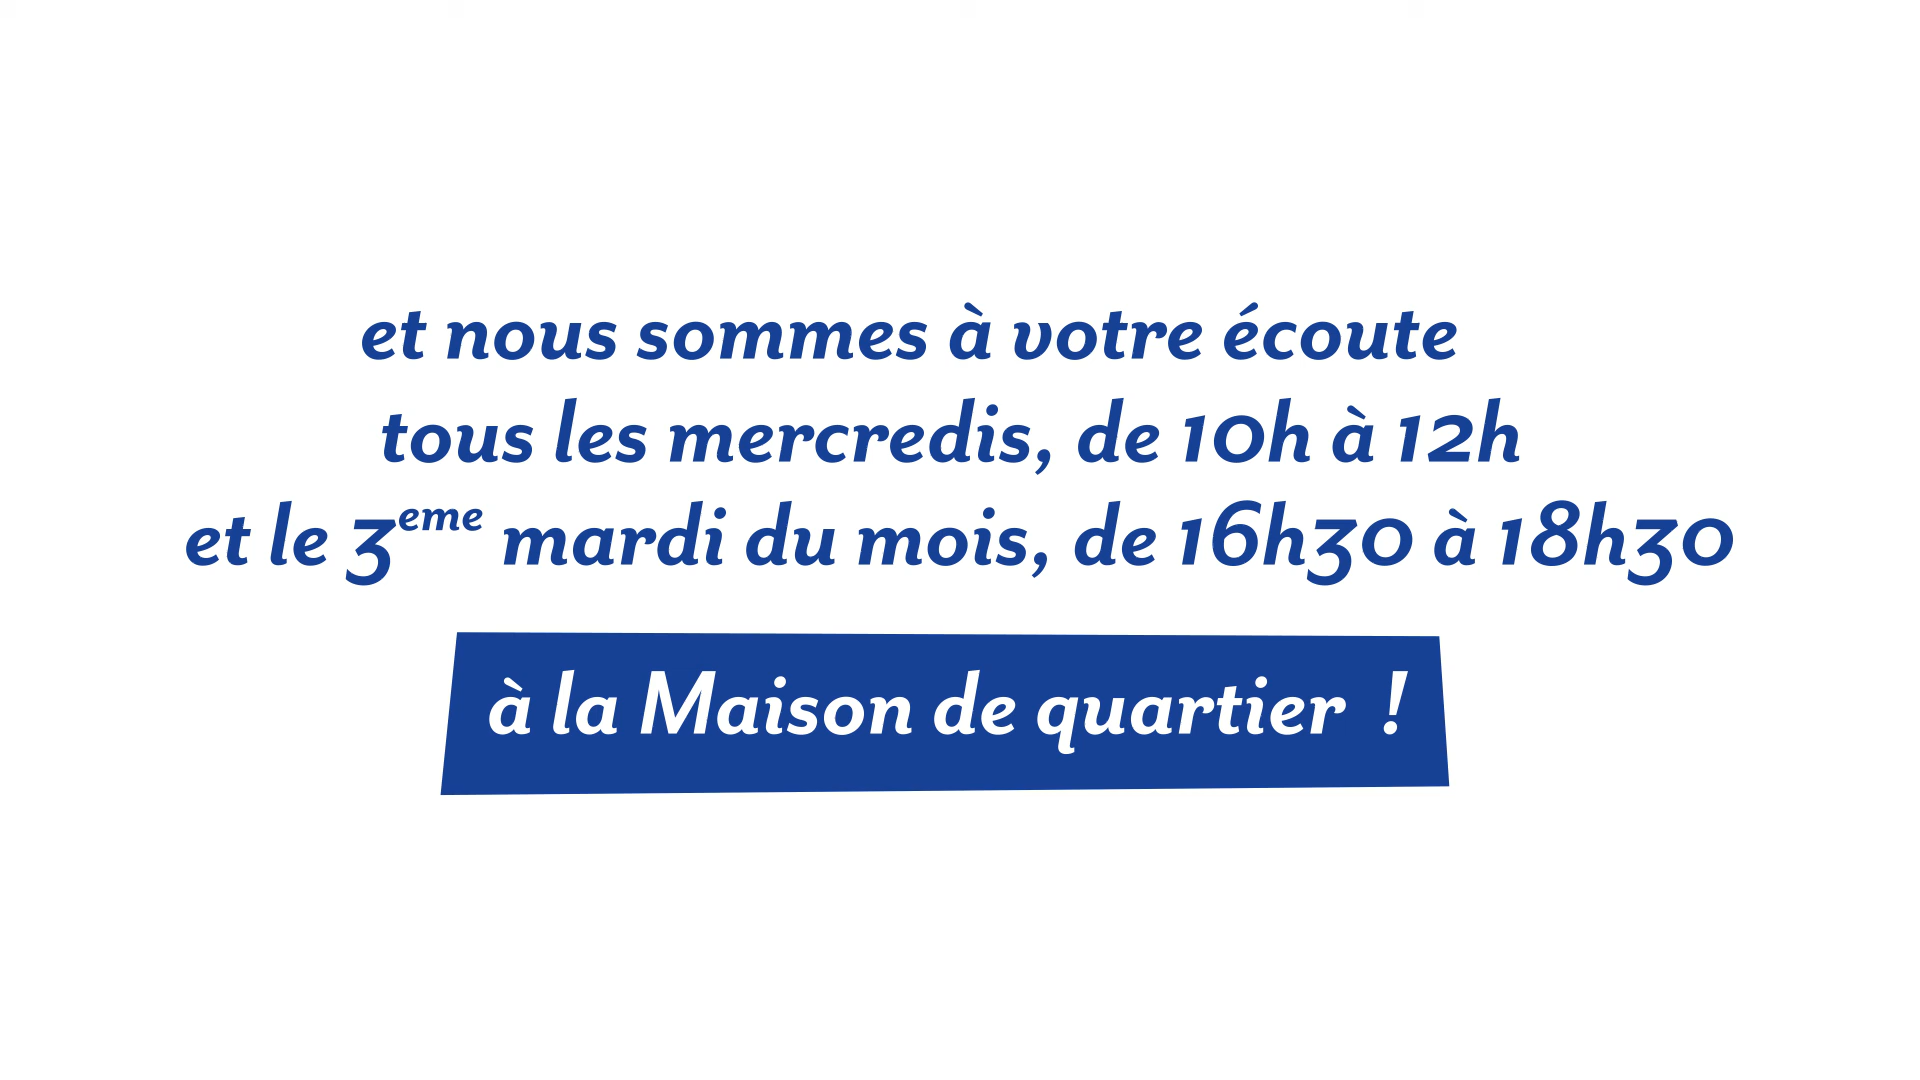 et nous sommes à votre écoute
tous les mercredis, de 10h à 12h
et le 3eme mardi du mois, de 16h30 à 18h30
à la Maison de quartier !